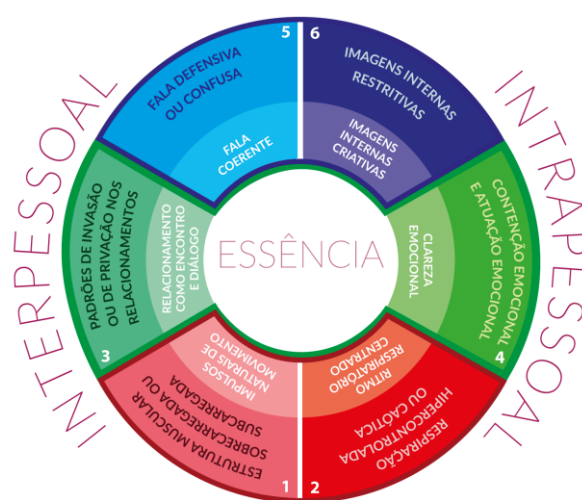 INTERPESSOAL
INTRAPESSOAL
5
FALA DEFENSIVA
OU CONFUSA
FALA
COERENTE
6
IMAGENS INTERNAS
RESTRITIVAS
IMAGENS
INTERNAS
CRIATIVAS
PADRÕES DE INVASÃO
OU DE PRIVAÇÃO NOS
RELACIONAMENTOS
3
RELACIONAMENTO
COMO ENCONTRO
E DIÁLOGO
ESSÊNCIA
CLAREZA
EMOCIONAL
CONTENÇÃO EMOCIONAL
E ATUAÇÃO EMOCIONAL
4
IMPULSOS
NATURAIS DE
MOVIMENTO
ESTRUTURA MUSCULAR
SOBRECARREGADA OU
SUBCARREGADA
1
RITMO
RESPIRATÓRIO
CENTRADO
RESPIRAÇÃO
HIPERCONTROLADA
OU CAÓTICA
2